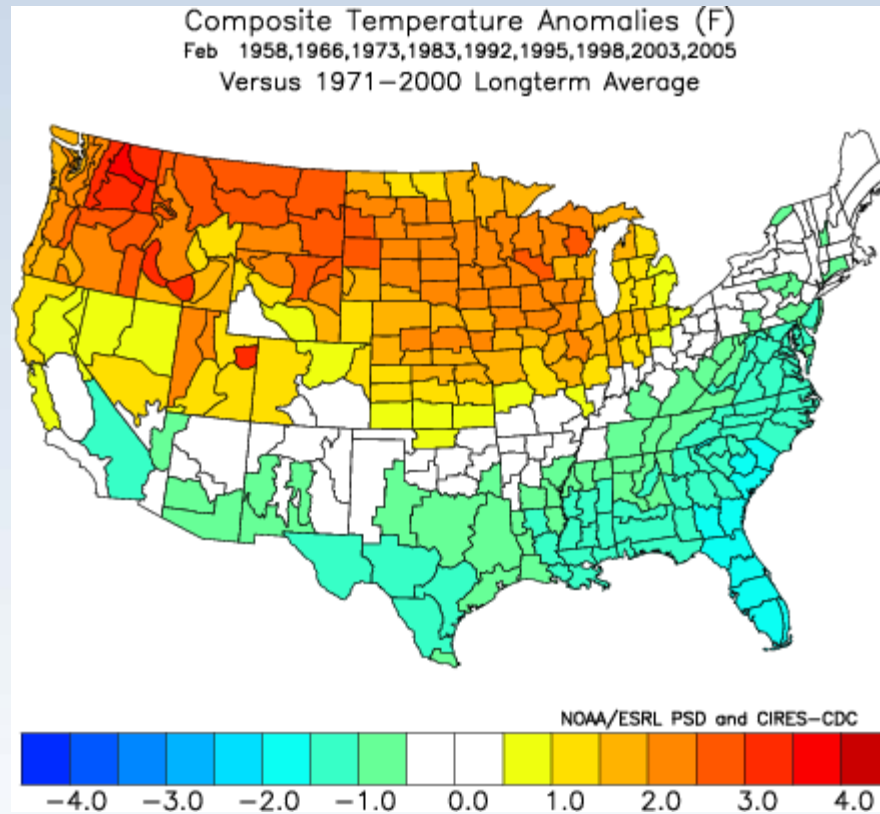 Composite Temperature Anomalies (F)
Feb 1958,1966,1973,1983,1992,1995,1998,2003,2005
Versus 1971-2000 Longterm Average
NOAA/ESRL PSD and CIRES-CDC
-4.0 -3.0 -2.0 -1.0 0.0 1.0 2.0 3.0 4.0